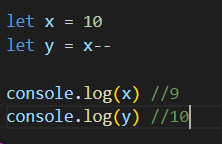 let x = 10
let y = x--
console.log(x) //9
console.log(y) //10